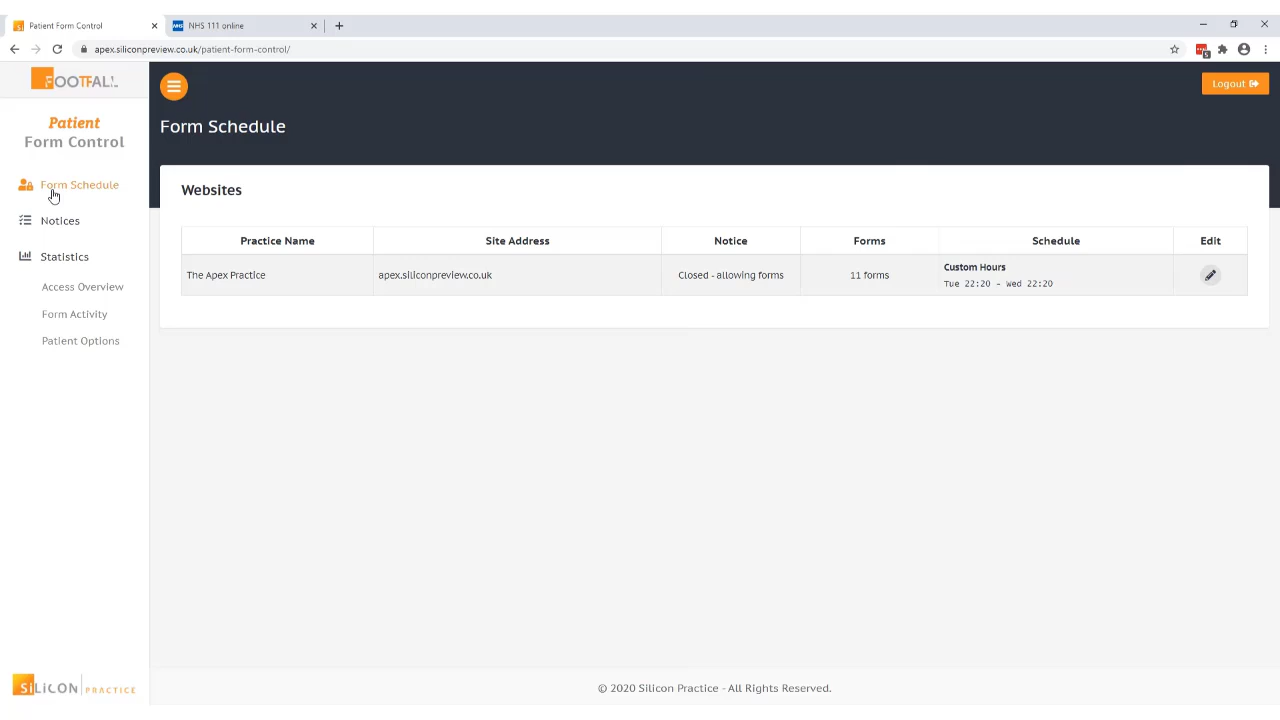 Patient Form Control
NHS 111 online
apex.siliconpreview.co.uk/patient-form-control/
FOOTFALL
Logout
Patient
Form Control
Form Schedule
Form Schedule
Notices
Statistics
Access Overview
Form Activity
Patient Options
Websites
Practice Name Site Address Notice Forms Schedule Edit
The Apex Practice apex.siliconpreview.co.uk Closed - allowing forms 11 forms Custom Hours
Tue 22:20 - Wed 22:20
SiLiCON PRACTICE
© 2020 Silicon Practice - All Rights Reserved.